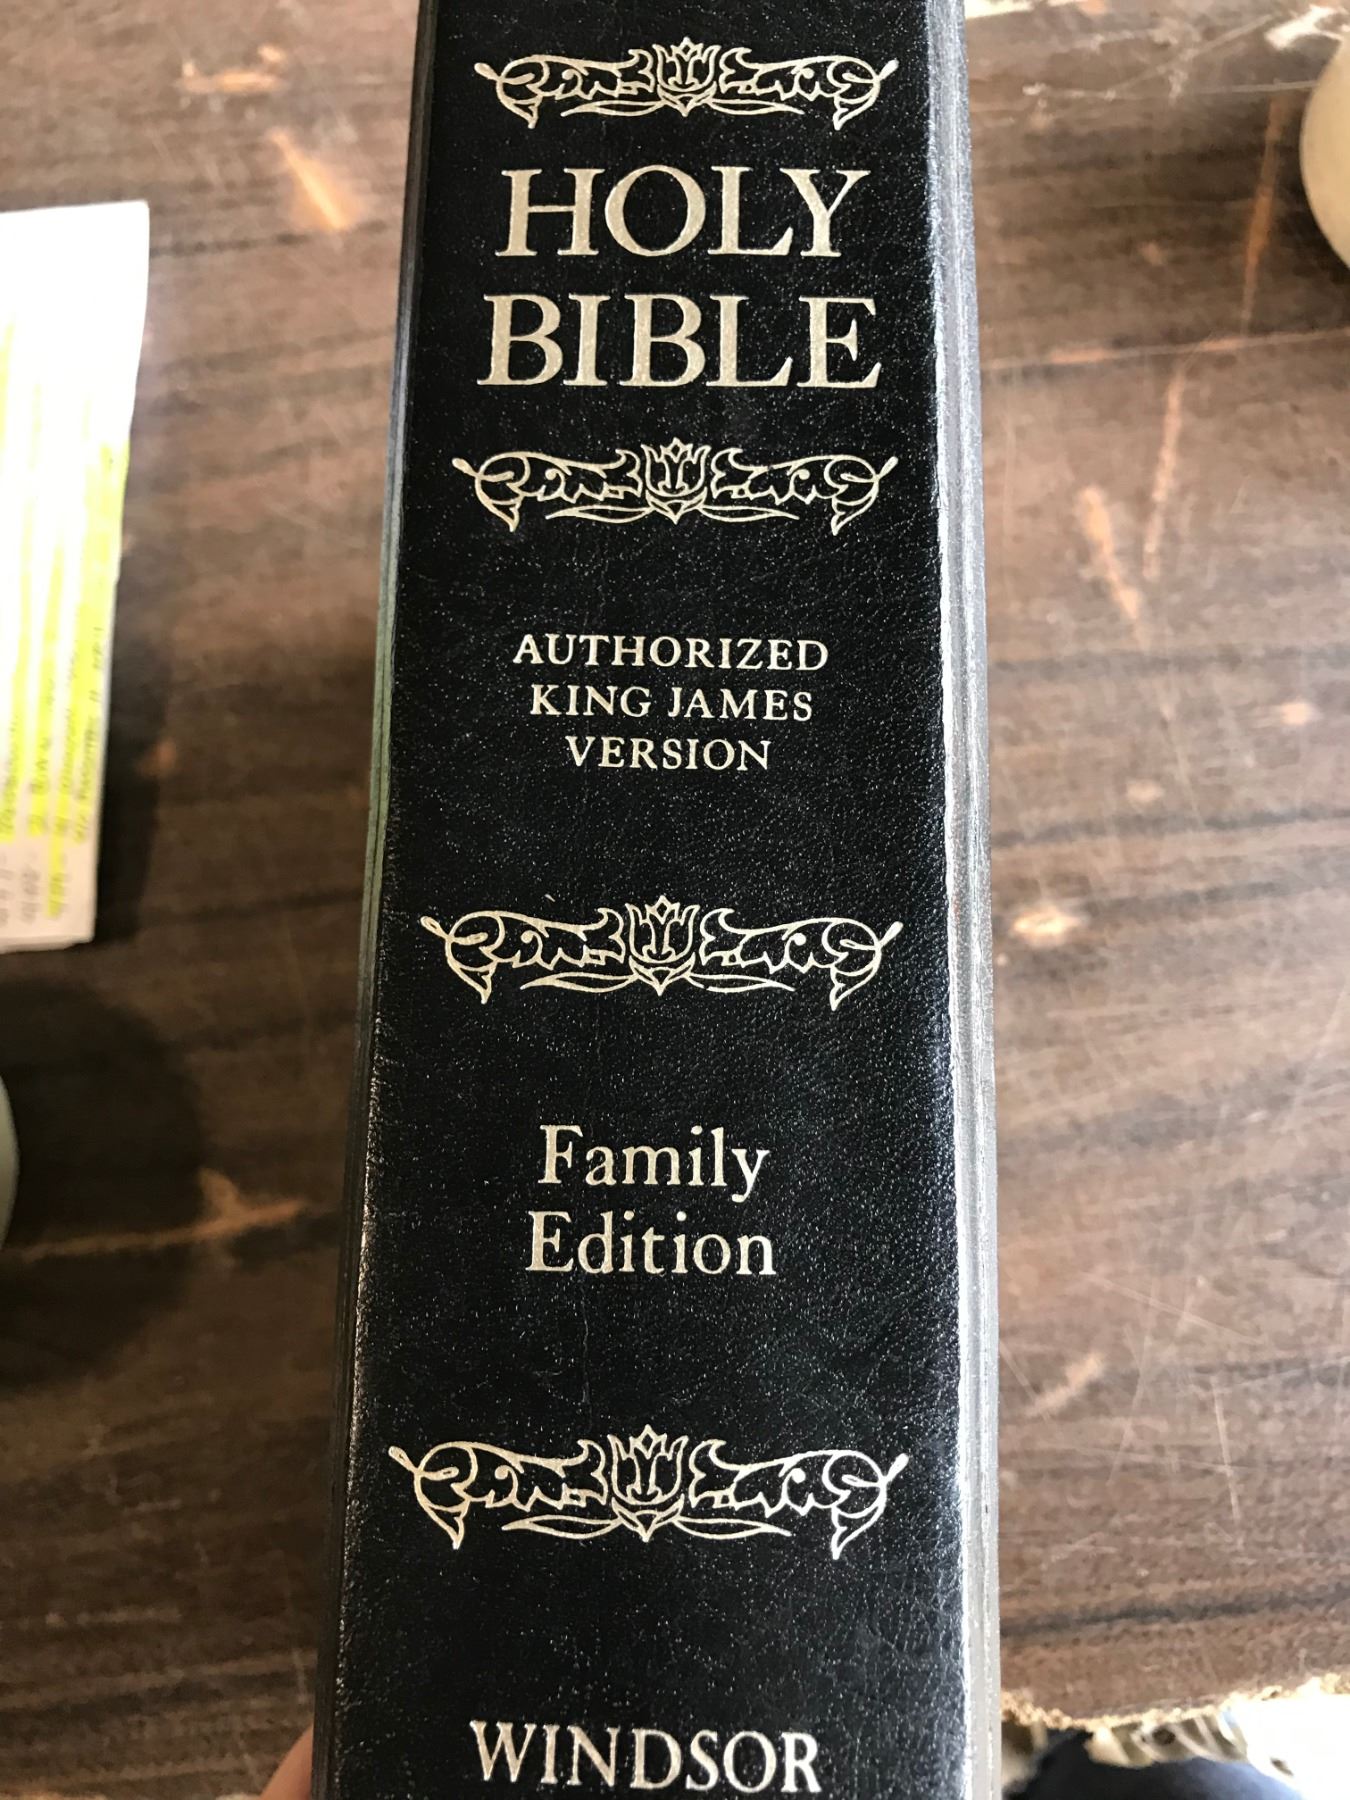 HOLY
BIBLE
AUTHORIZED
KING JAMES
VERSION
Family
Edition
WINDSOR